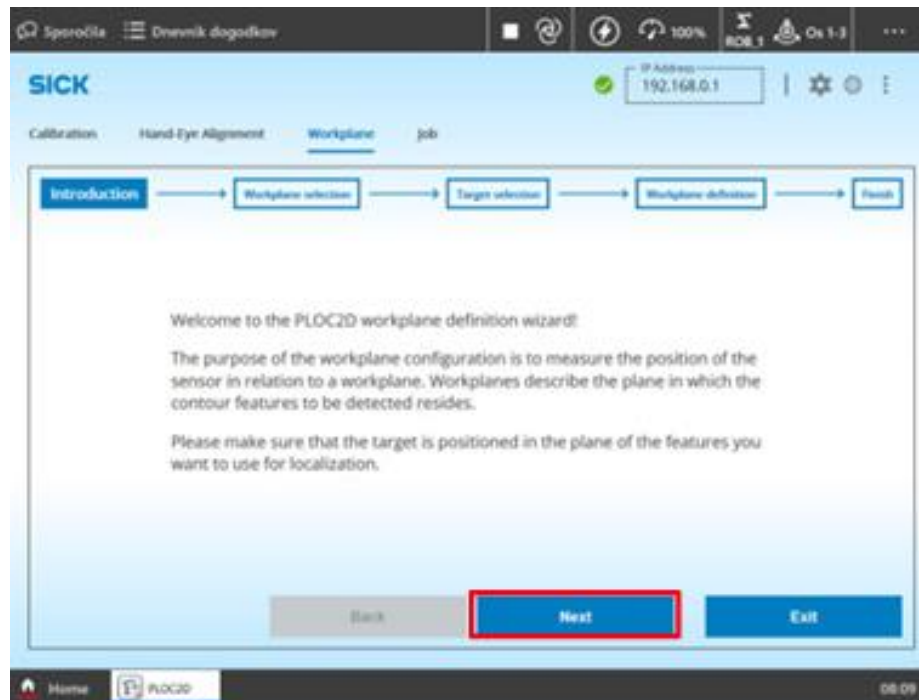 Sporočila Dnevnik dogodkov 100% Σ ROB_1 Os 1-3 ...
SICK
IP Address
192.168.0.1
Calibration Hand-Eye Alignment Workplane Job
Introduction Workplane selection Target selection Workplane definition Finish
Welcome to the PLOC2D workplane definition wizard!
The purpose of the workplane configuration is to measure the position of the
sensor in relation to a workplane. Workplanes describe the plane in which the
contour features to be detected resides.
Please make sure that the target is positioned in the plane of the features you
want to use for localization.
Back Next Exit
Home PLOC2D 08:09